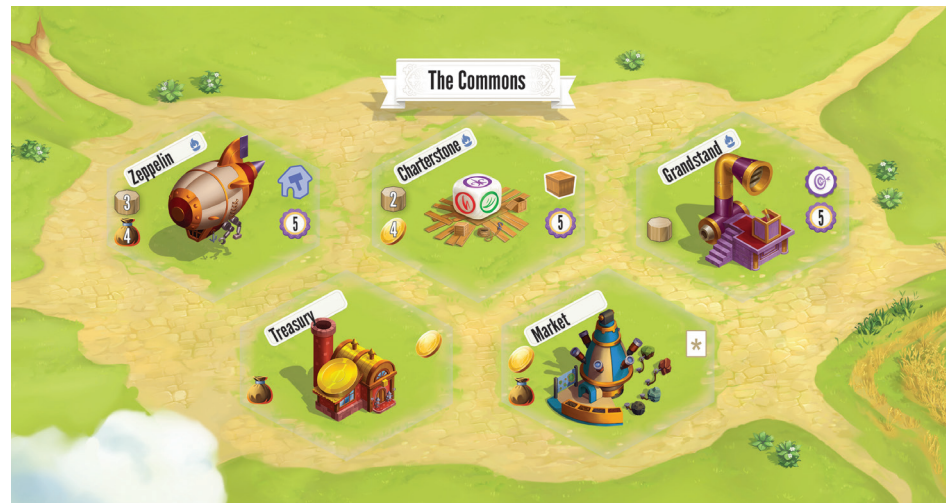 The Commons
Zeppelin
3
4
5
Charterstone
2
4
5
Grandstand
5
Treasury
Market
*